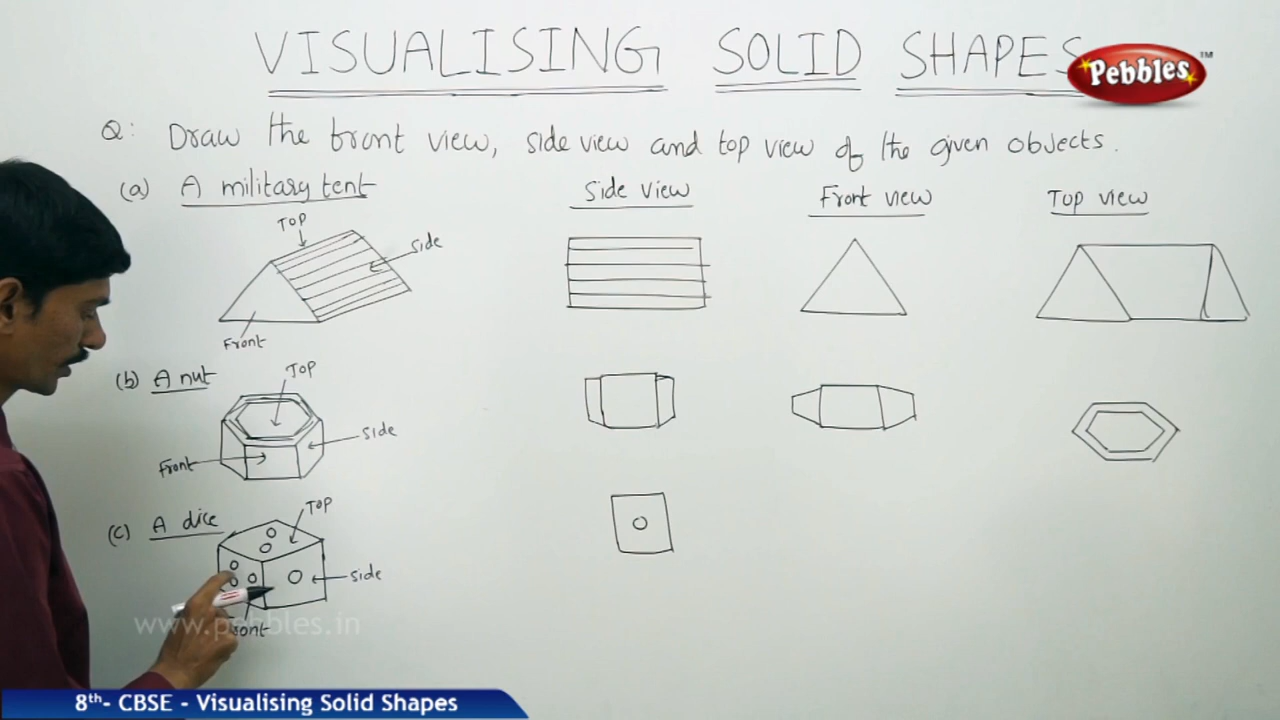 VISUALISING SOLID SHAPES
Pebbles™
Q: Draw the front view, side view and top view of the given objects.
(a) A military tent
Side View
Front view
Top view
TOP
side
Front
(b) A nut
TOP
side
Front
(c) A dice
TOP
side
Front
www.pebbles.in
8th- CBSE - Visualising Solid Shapes